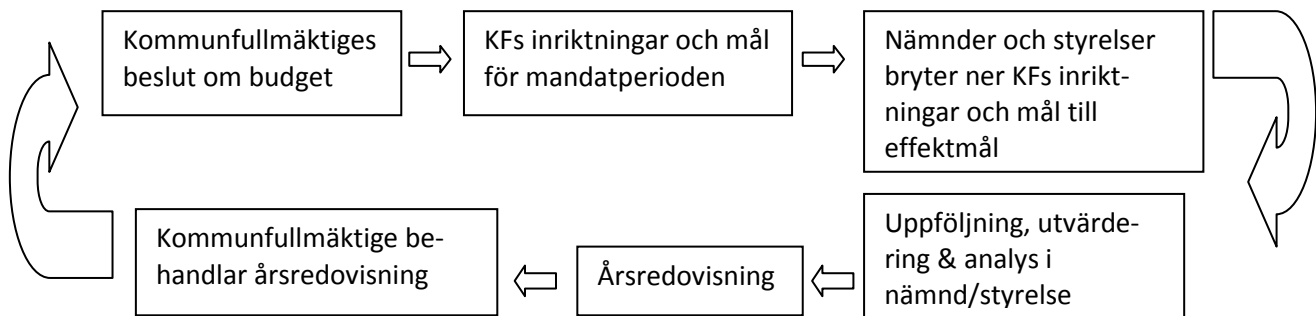 Kommunfullmäktiges
beslut om budget
KFs inriktningar och mål
för mandatperioden
Nämnder och styrelser
bryter ner KFs inrikt-
ningar och mål till
effektmål
Uppföljning, utvärde-
ring & analys i
nämnd/styrelse
Årsredovisning
Kommunfullmäktige be-
handlar årsredovisning